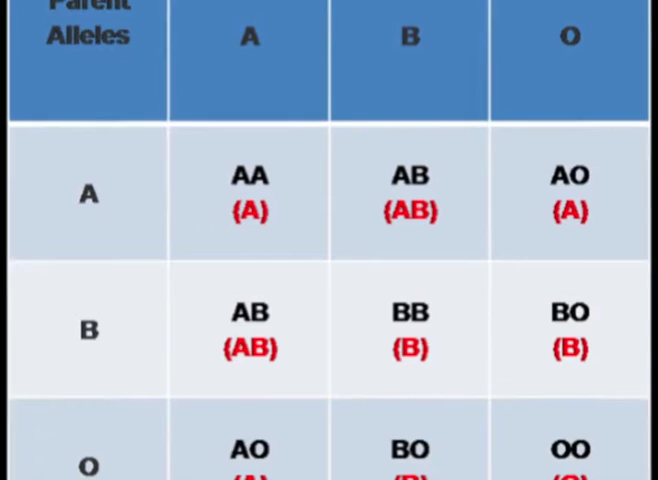 Parent
Alleles A B O
A AA AB AO
(A) (AB) (A)
B AB BB BO
(AB) (B) (B)
O AO BO OO